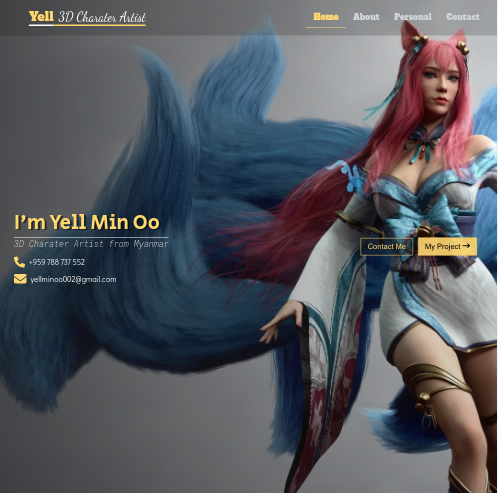 Yell 3D Charater Artist
Home About Personal Contact
I'm Yell Min Oo
3D Charater Artist from Myanmar
+959 788 737 552
yellminoo002@gmail.com
Contact Me
My Project →